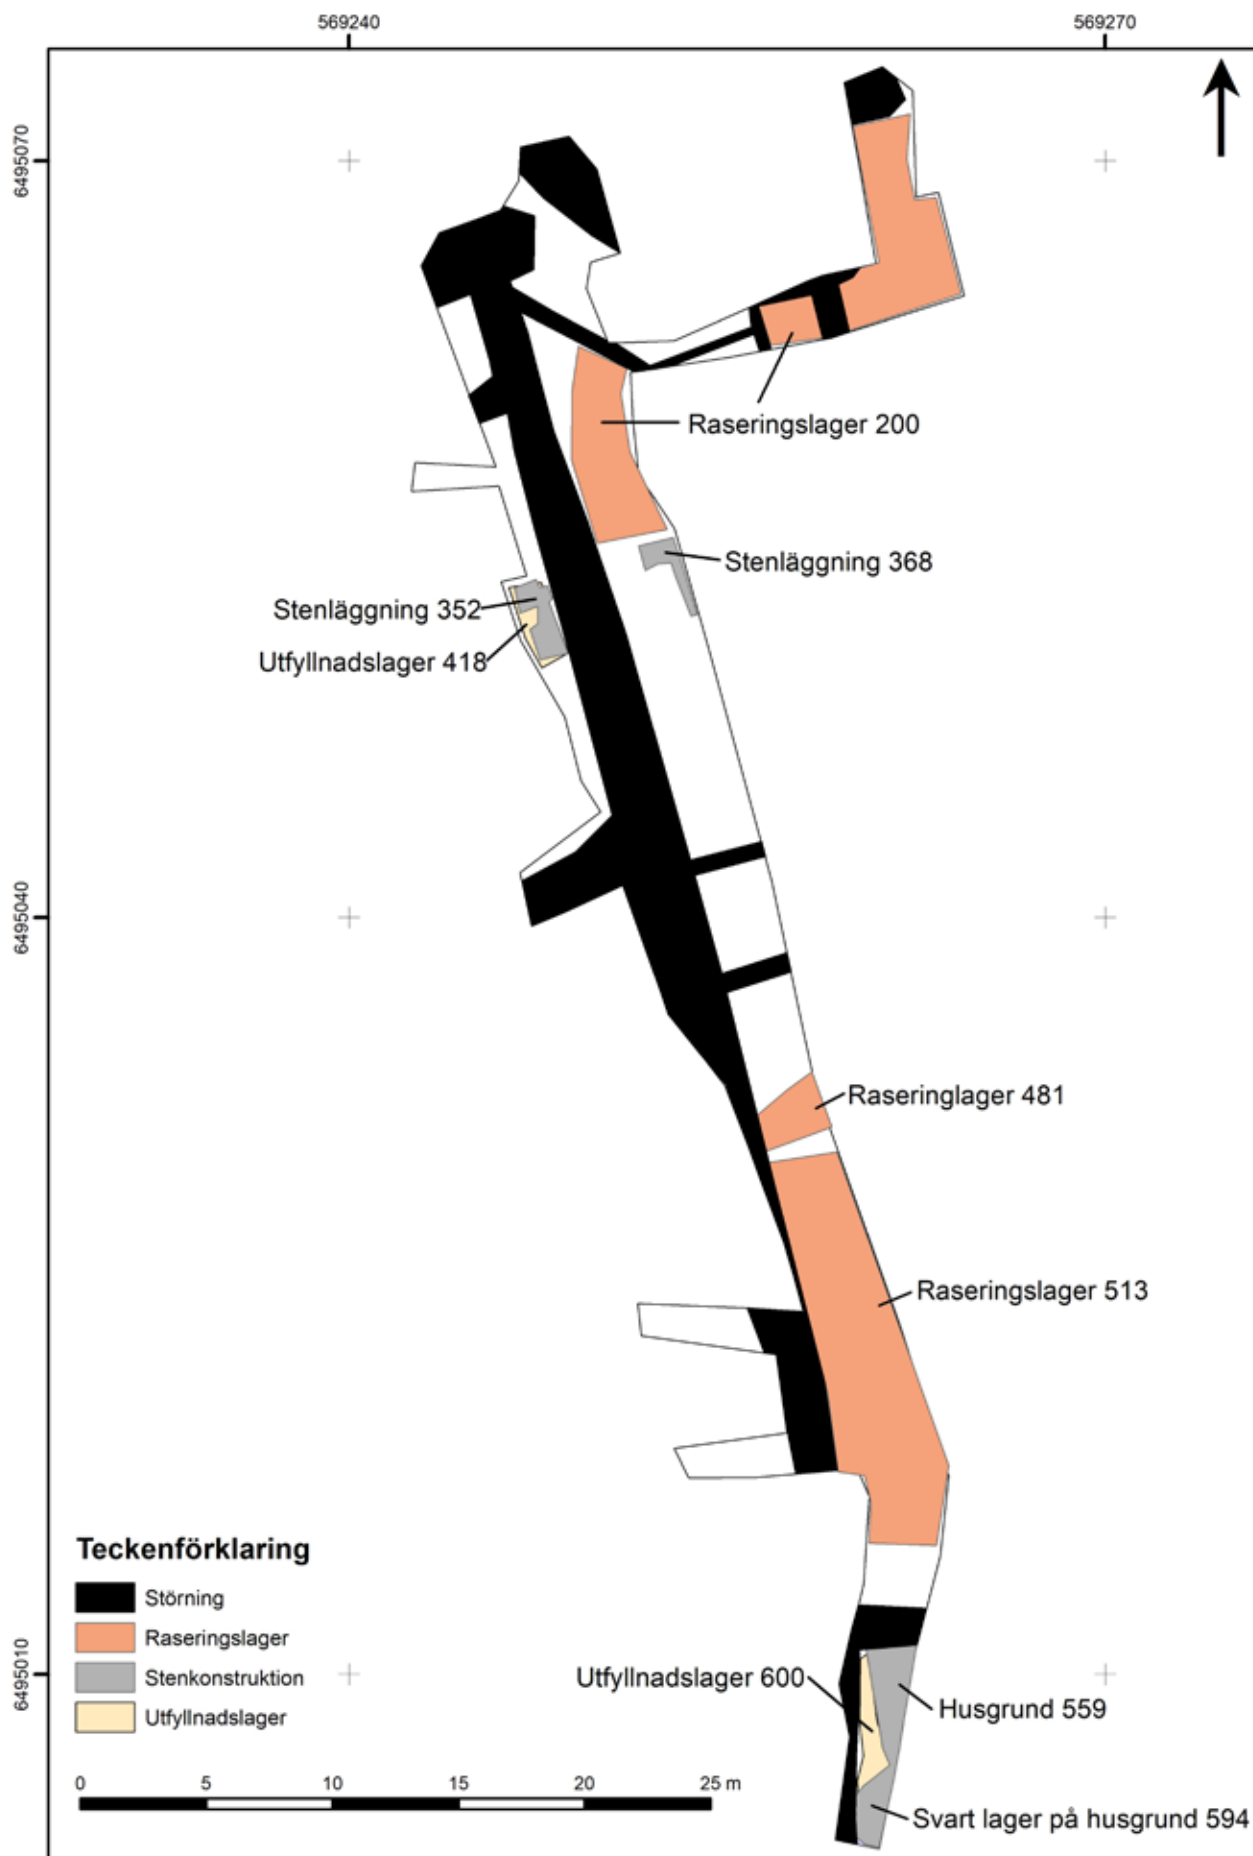 569240
569270
6495070
Raseringslager 200
Stenläggning 368
Stenläggning 352
Utfyllnadslager 418
6495040
Raseringlager 481
Raseringslager 513
Teckenförklaring
Störning
Raseringslager
Stenkonstruktion
Utfyllnadslager
6495010
Utfyllnadslager 600
Husgrund 559
0 5 10 15 20 25 m
Svart lager på husgrund 594